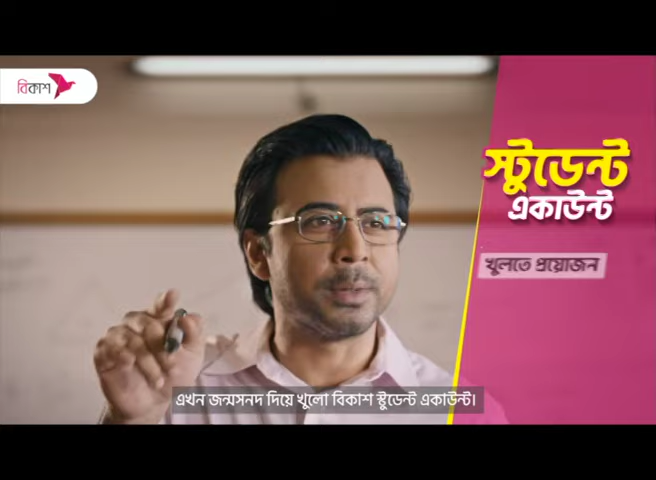 বিকাশ
স্টুডেন্ট
একাউন্ট
খুলতে প্রয়োজন
এখন জন্মসনদ দিয়ে খুলো বিকাশ স্টুডেন্ট একাউন্ট।